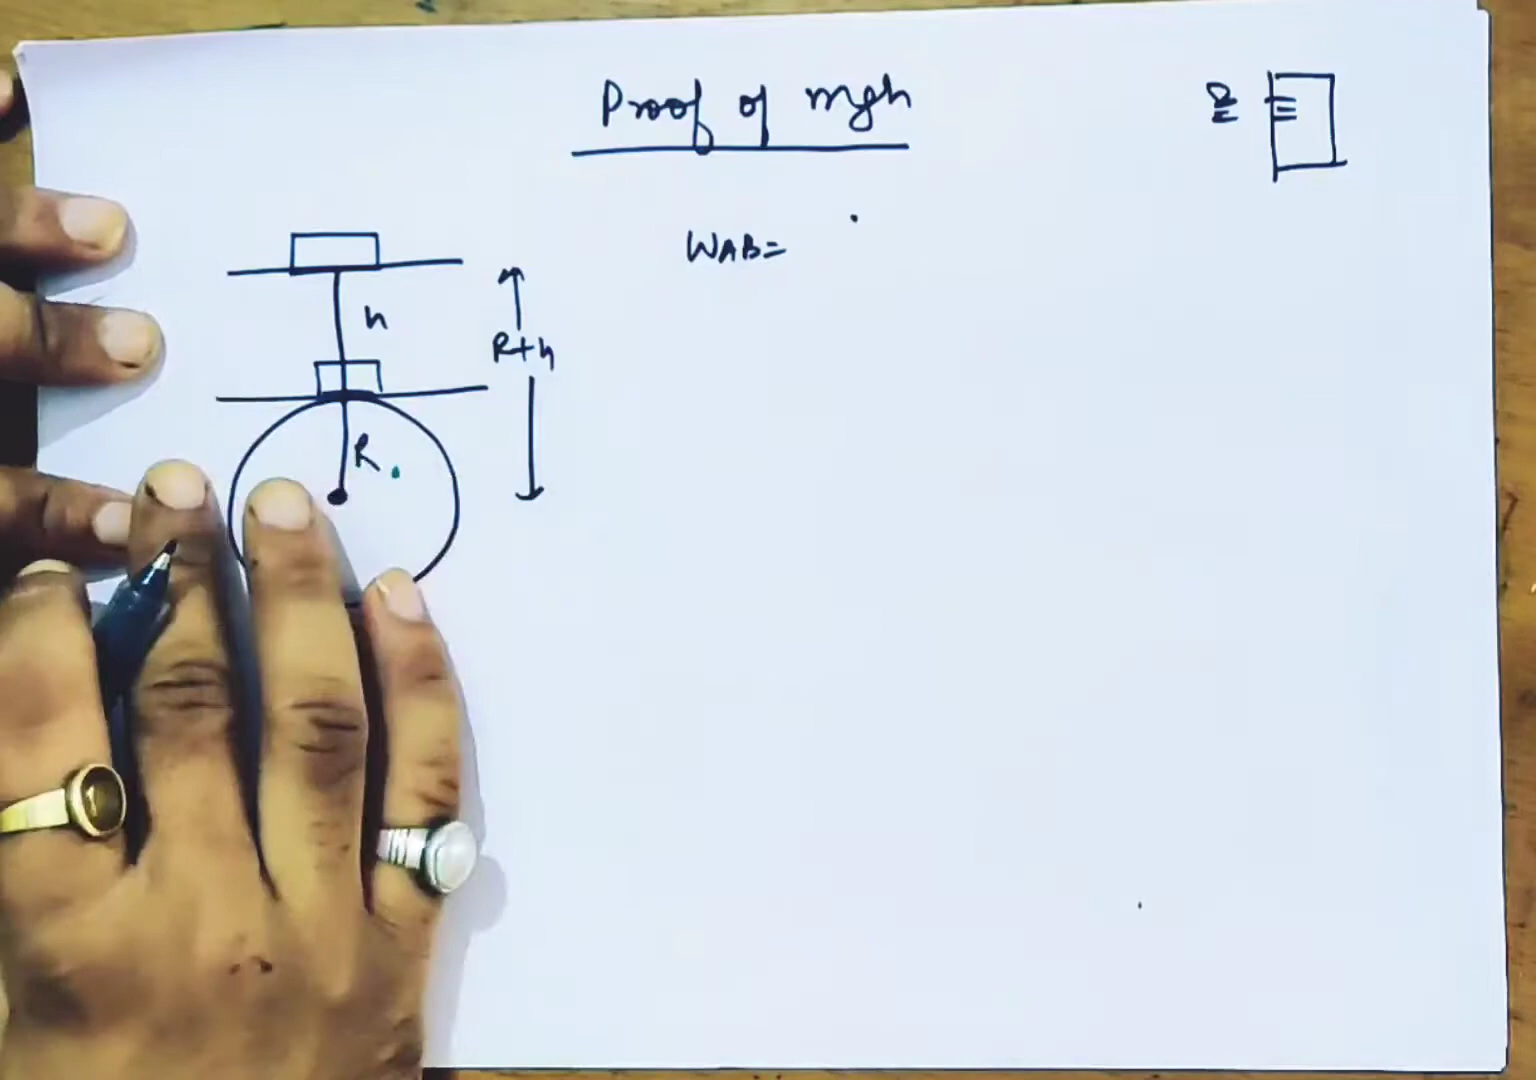 Proof of mgh
WAB=
h
R+h
R